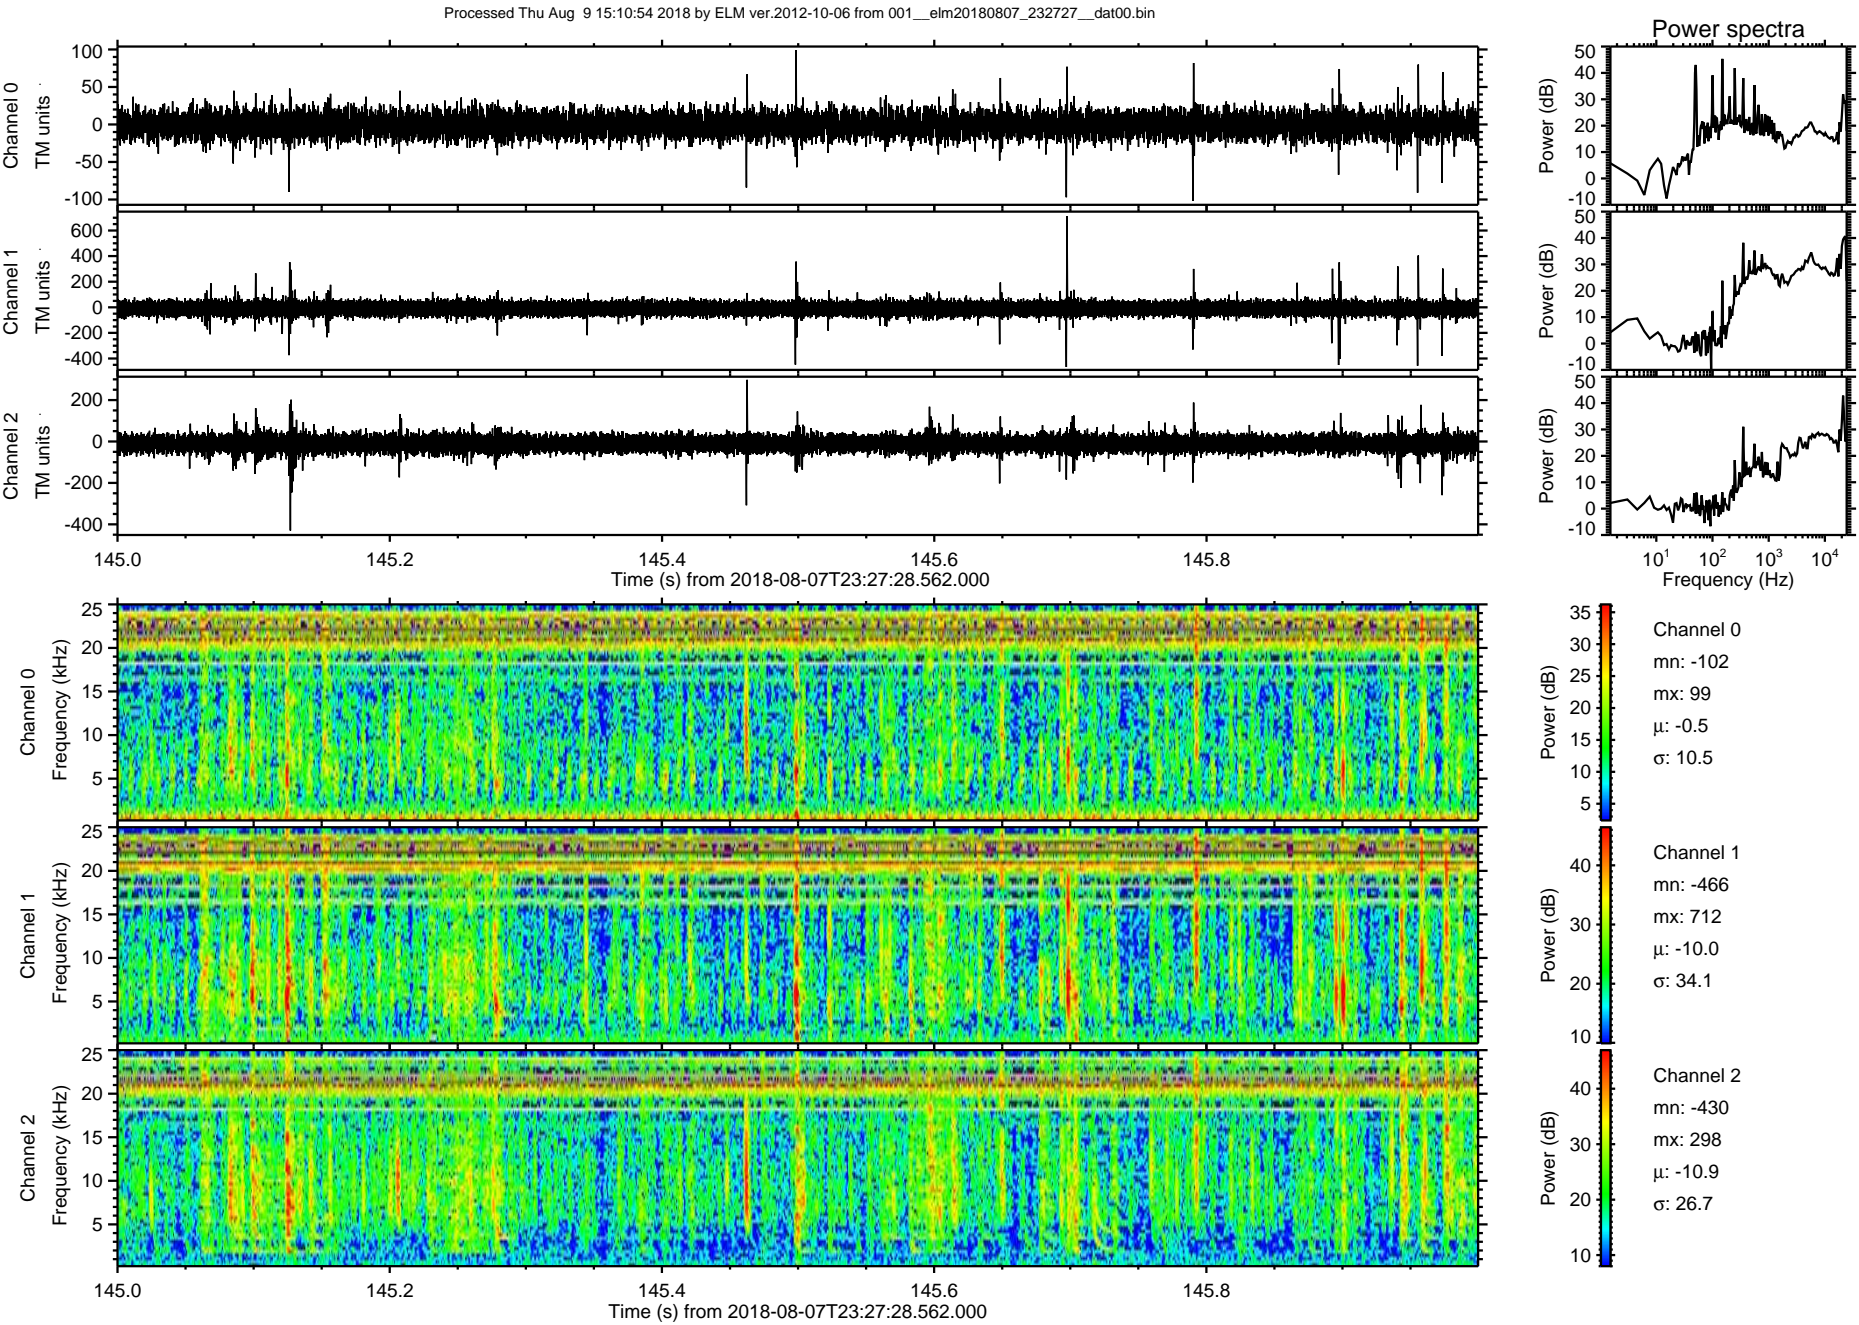 Processed Thu Aug  9 15:10:54 2018 by ELM ver.2012-10-06 from 001__elm20180807_232727__dat00.bin
Power spectra
Channel 0
TM units
100
50
0
-50
-100
Power (dB)
50
40
30
20
10
0
-10
Channel 1
TM units
600
400
200
0
-200
-400
Power (dB)
50
40
30
20
10
0
-10
Channel 2
TM units
200
0
-200
-400
Power (dB)
50
40
30
20
10
0
-10
145.0 145.2 145.4 145.6 145.8
Time (s) from 2018-08-07T23:27:28.562.000
10¹ 10² 10³ 10⁴
Frequency (Hz)
Channel 0
Frequency (kHz)
25
20
15
10
5
Power (dB)
35
30
25
20
15
10
5
Channel 0
mn: -102
mx: 99
μ: -0.5
σ: 10.5
Channel 1
Frequency (kHz)
25
20
15
10
5
Power (dB)
40
30
20
10
Channel 1
mn: -466
mx: 712
μ: -10.0
σ: 34.1
Channel 2
Frequency (kHz)
25
20
15
10
5
Power (dB)
40
30
20
10
Channel 2
mn: -430
mx: 298
μ: -10.9
σ: 26.7
145.0 145.2 145.4 145.6 145.8
Time (s) from 2018-08-07T23:27:28.562.000